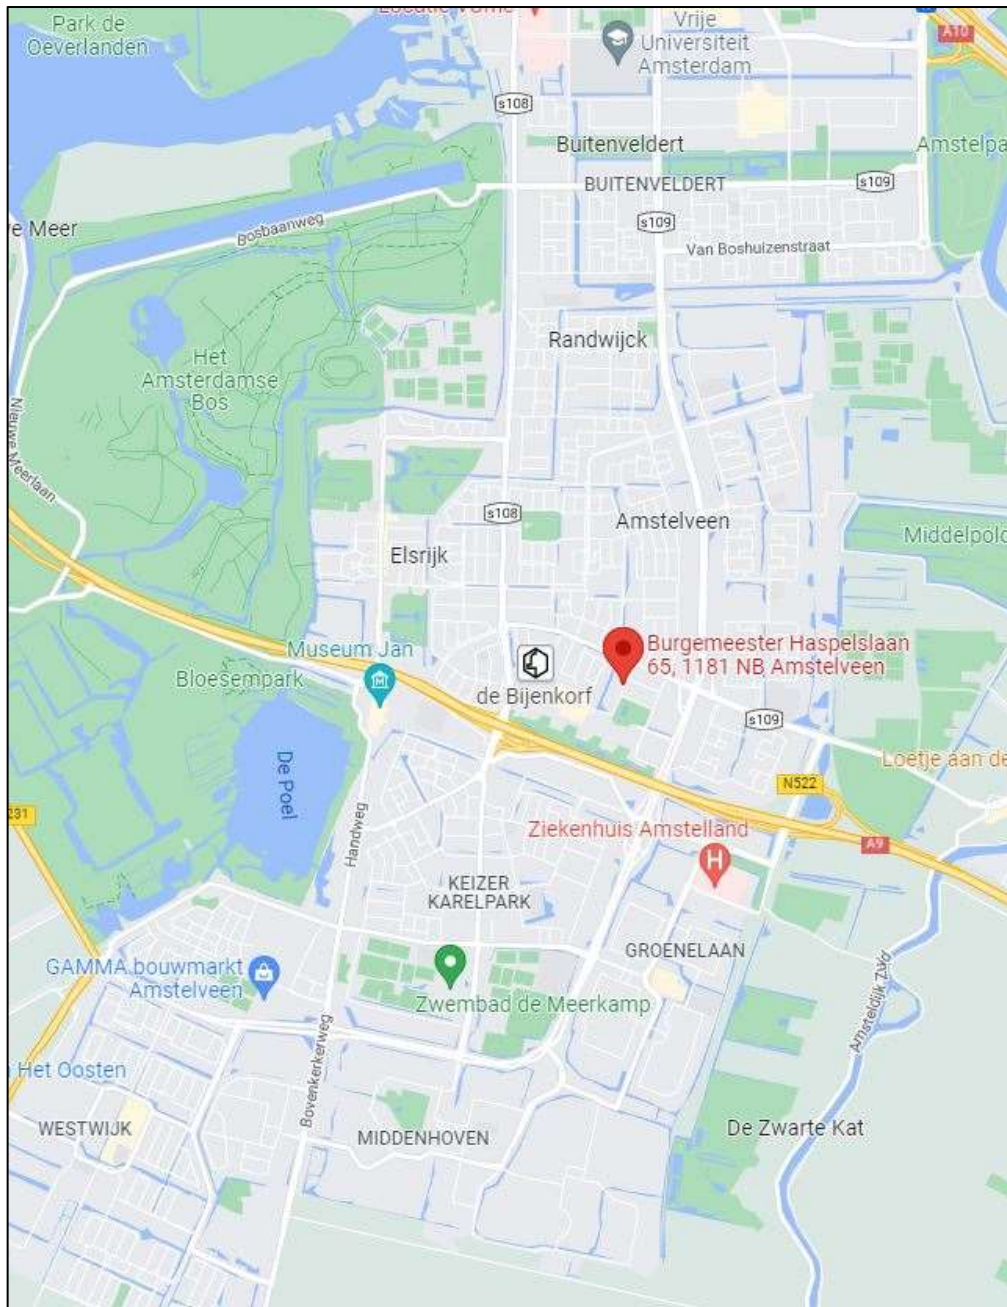 Park de
Oeverlanden
Vrije
Universiteit
Amsterdam
A10
s108
Buitenveldert
BUITENVELDERT
s109
s109
Bosbaanweg
Van Boshuizenstraat
Meer
Randwijck
Het
Amsterdamse
Bos
Nieuwe Meerlaan
s108
Amstelveen
Elsrijk
Museum Jan
Bloesempark
Burgemeester Haspelslaan
65, 1181 NB Amstelveen
de Bijenkorf
s109
De Poel
Loetje aan de
N522
231
Handweg
Ziekenhuis Amstelland
H
A9
KEIZER
KARELPARK
GROENELAAN
GAMMA bouwmarkt
Amstelveen
Zwembad de Meerkamp
Amsteldijk Zuid
Bovenkerkerweg
Het Oosten
WESTWIJK
MIDDENHOVEN
De Zwarte Kat